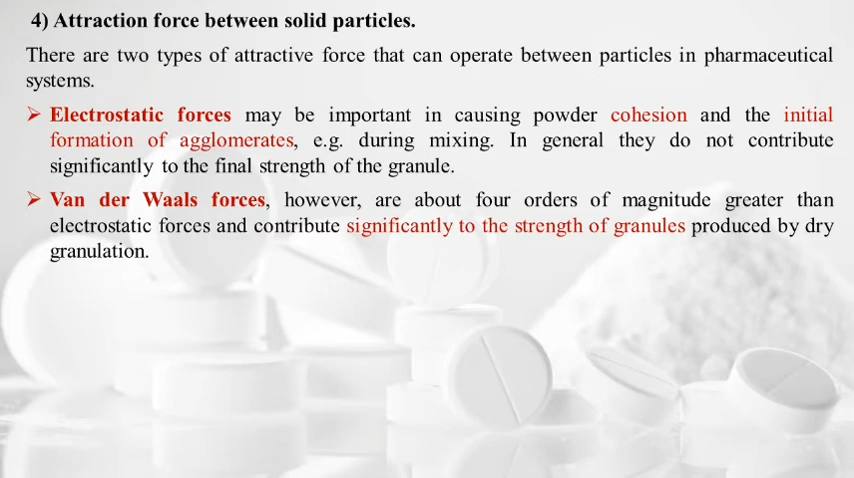 4) Attraction force between solid particles.
There are two types of attractive force that can operate between particles in pharmaceutical
systems.
➢ Electrostatic forces may be important in causing powder cohesion and the initial
formation of agglomerates, e.g. during mixing. In general they do not contribute
significantly to the final strength of the granule.
➢ Van der Waals forces, however, are about four orders of magnitude greater than
electrostatic forces and contribute significantly to the strength of granules produced by dry
granulation.